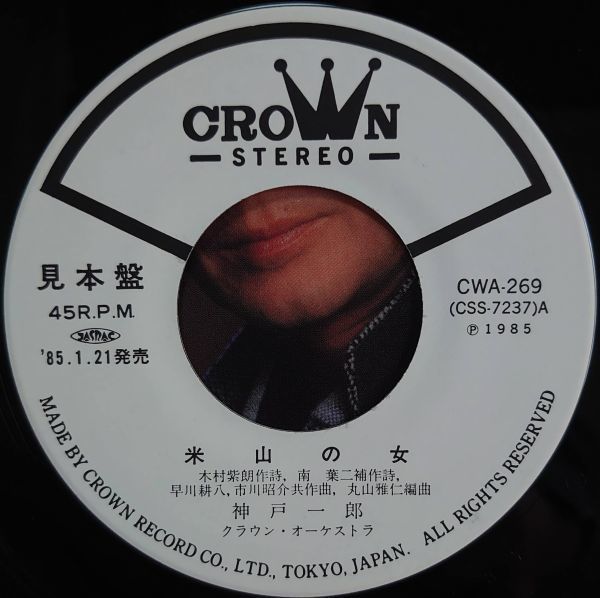 CROWN
STEREO
見本盤
45R.P.M.
JASRAC
'85.1.21発売
CWA-269
(CSS-7237)A
Ⓟ1985
米山の女
木村紫朗作詩, 南 葉二補作詩,
早川耕八,市川昭介共作曲, 丸山雅仁編曲
神戸一郎
クラウン・オーケストラ
MADE BY CROWN RECORD CO., LTD., TOKYO, JAPAN. ALL RIGHTS RESERVED